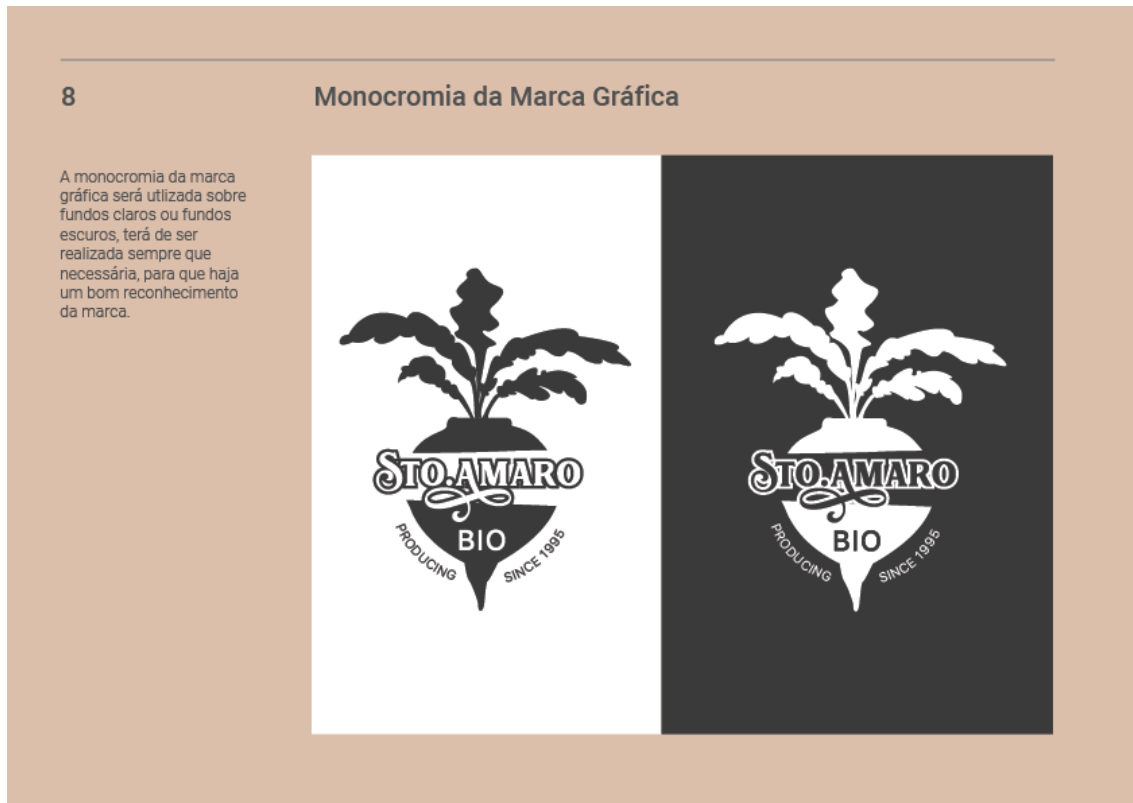 8
Monocromia da Marca Gráfica
A monocromia da marca
gráfica será utlizada sobre
fundos claros ou fundos
escuros, terá de ser
realizada sempre que
necessária, para que haja
um bom reconhecimento
da marca.
STO.AMARO
BIO
PRODUCING
SINCE 1995
STO.AMARO
BIO
PRODUCING
SINCE 1995